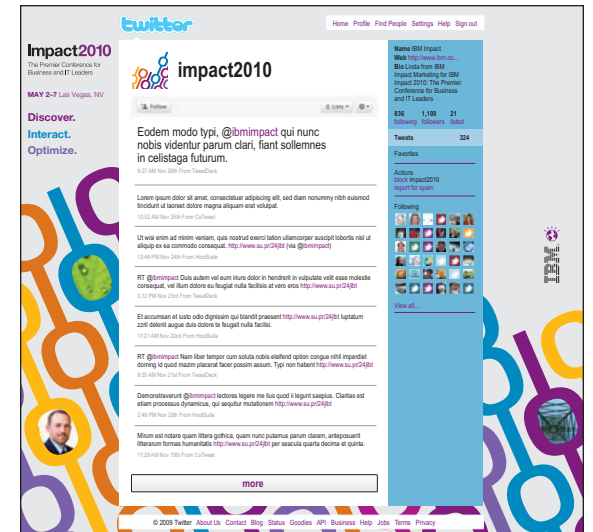 twitter
Home Profile Find People Settings Help Sign out
Impact2010
The Premier Conference for
Business and IT Leaders
MAY 2–7 Las Vegas, NV
Discover.
Interact.
Optimize.
impact2010
Follow
Lists
Eodem modo typi, @ibmimpact qui nunc
nobis videntur parum clari, fiant sollemnes
in celistaga futurum.
9:27 AM Nov 26th From TweetDeck
Lorem ipsum dolor sit amet, consectetuer adipiscing elit, sed diam nonummy nibh euismod
tincidunt ut laoreet dolore magna aliquam erat volutpat.
10:52 AM Nov 25th From CoTweet
Ut wisi enim ad minim veniam, quis nostrud exerci tation ullamcorper suscipit lobortis nisl ut
aliquip ex ea commodo consequat. http://www.su.pr/24jlbt (via @ibmimpact)
12:46 PM Nov 24th From HootSuite
RT @ibmimpact Duis autem vel eum iriure dolor in hendrerit in vulputate velit esse molestie
consequat, vel illum dolore eu feugiat nulla facilisis at vero eros http://www.su.pr/24jlbt
3:12 PM Nov 23rd From TweetDeck
Et accumsan et iusto odio dignissim qui blandit praesent http://www.su.pr/24jlbt luptatum
zzril delenit augue duis dolore te feugait nulla facilisi.
11:21 AM Nov 22nd From HootSuite
RT @ibmimpact Nam liber tempor cum soluta nobis eleifend option congue nihil imperdiet
doming id quod mazim placerat facer possim assum. Typi non habent http://www.su.pr/24jlbt
9:35 AM Nov 21st From TweetDeck
Demonstraverunt @ibmimpact lectores legere me lius quod ii legunt saepius. Claritas est
etiam processus dynamicus, qui sequitur mutationem http://www.su.pr/24jlbt
2:46 PM Nov 20th From HootSuite
Mirum est notare quam littera gothica, quam nunc putamus parum claram, anteposuerit
litterarum formas humanitatis http://www.su.pr/24jlbt per seacula quarta decima et quinta.
11:29 AM Nov 19th From CoTweet
more
Name IBM Impact
Web http://www.ibm.co...
Bio Linda from IBM
Impact Marketing for IBM
Impact 2010: The Premier
Conference for Business
and IT Leaders
836 1,109 21
following followers listed
Tweets 324
Favorites
Actions
block impact2010
report for spam
Following
View all...
IBM
© 2009 Twitter About Us Contact Blog Status Goodies API Business Help Jobs Terms Privacy